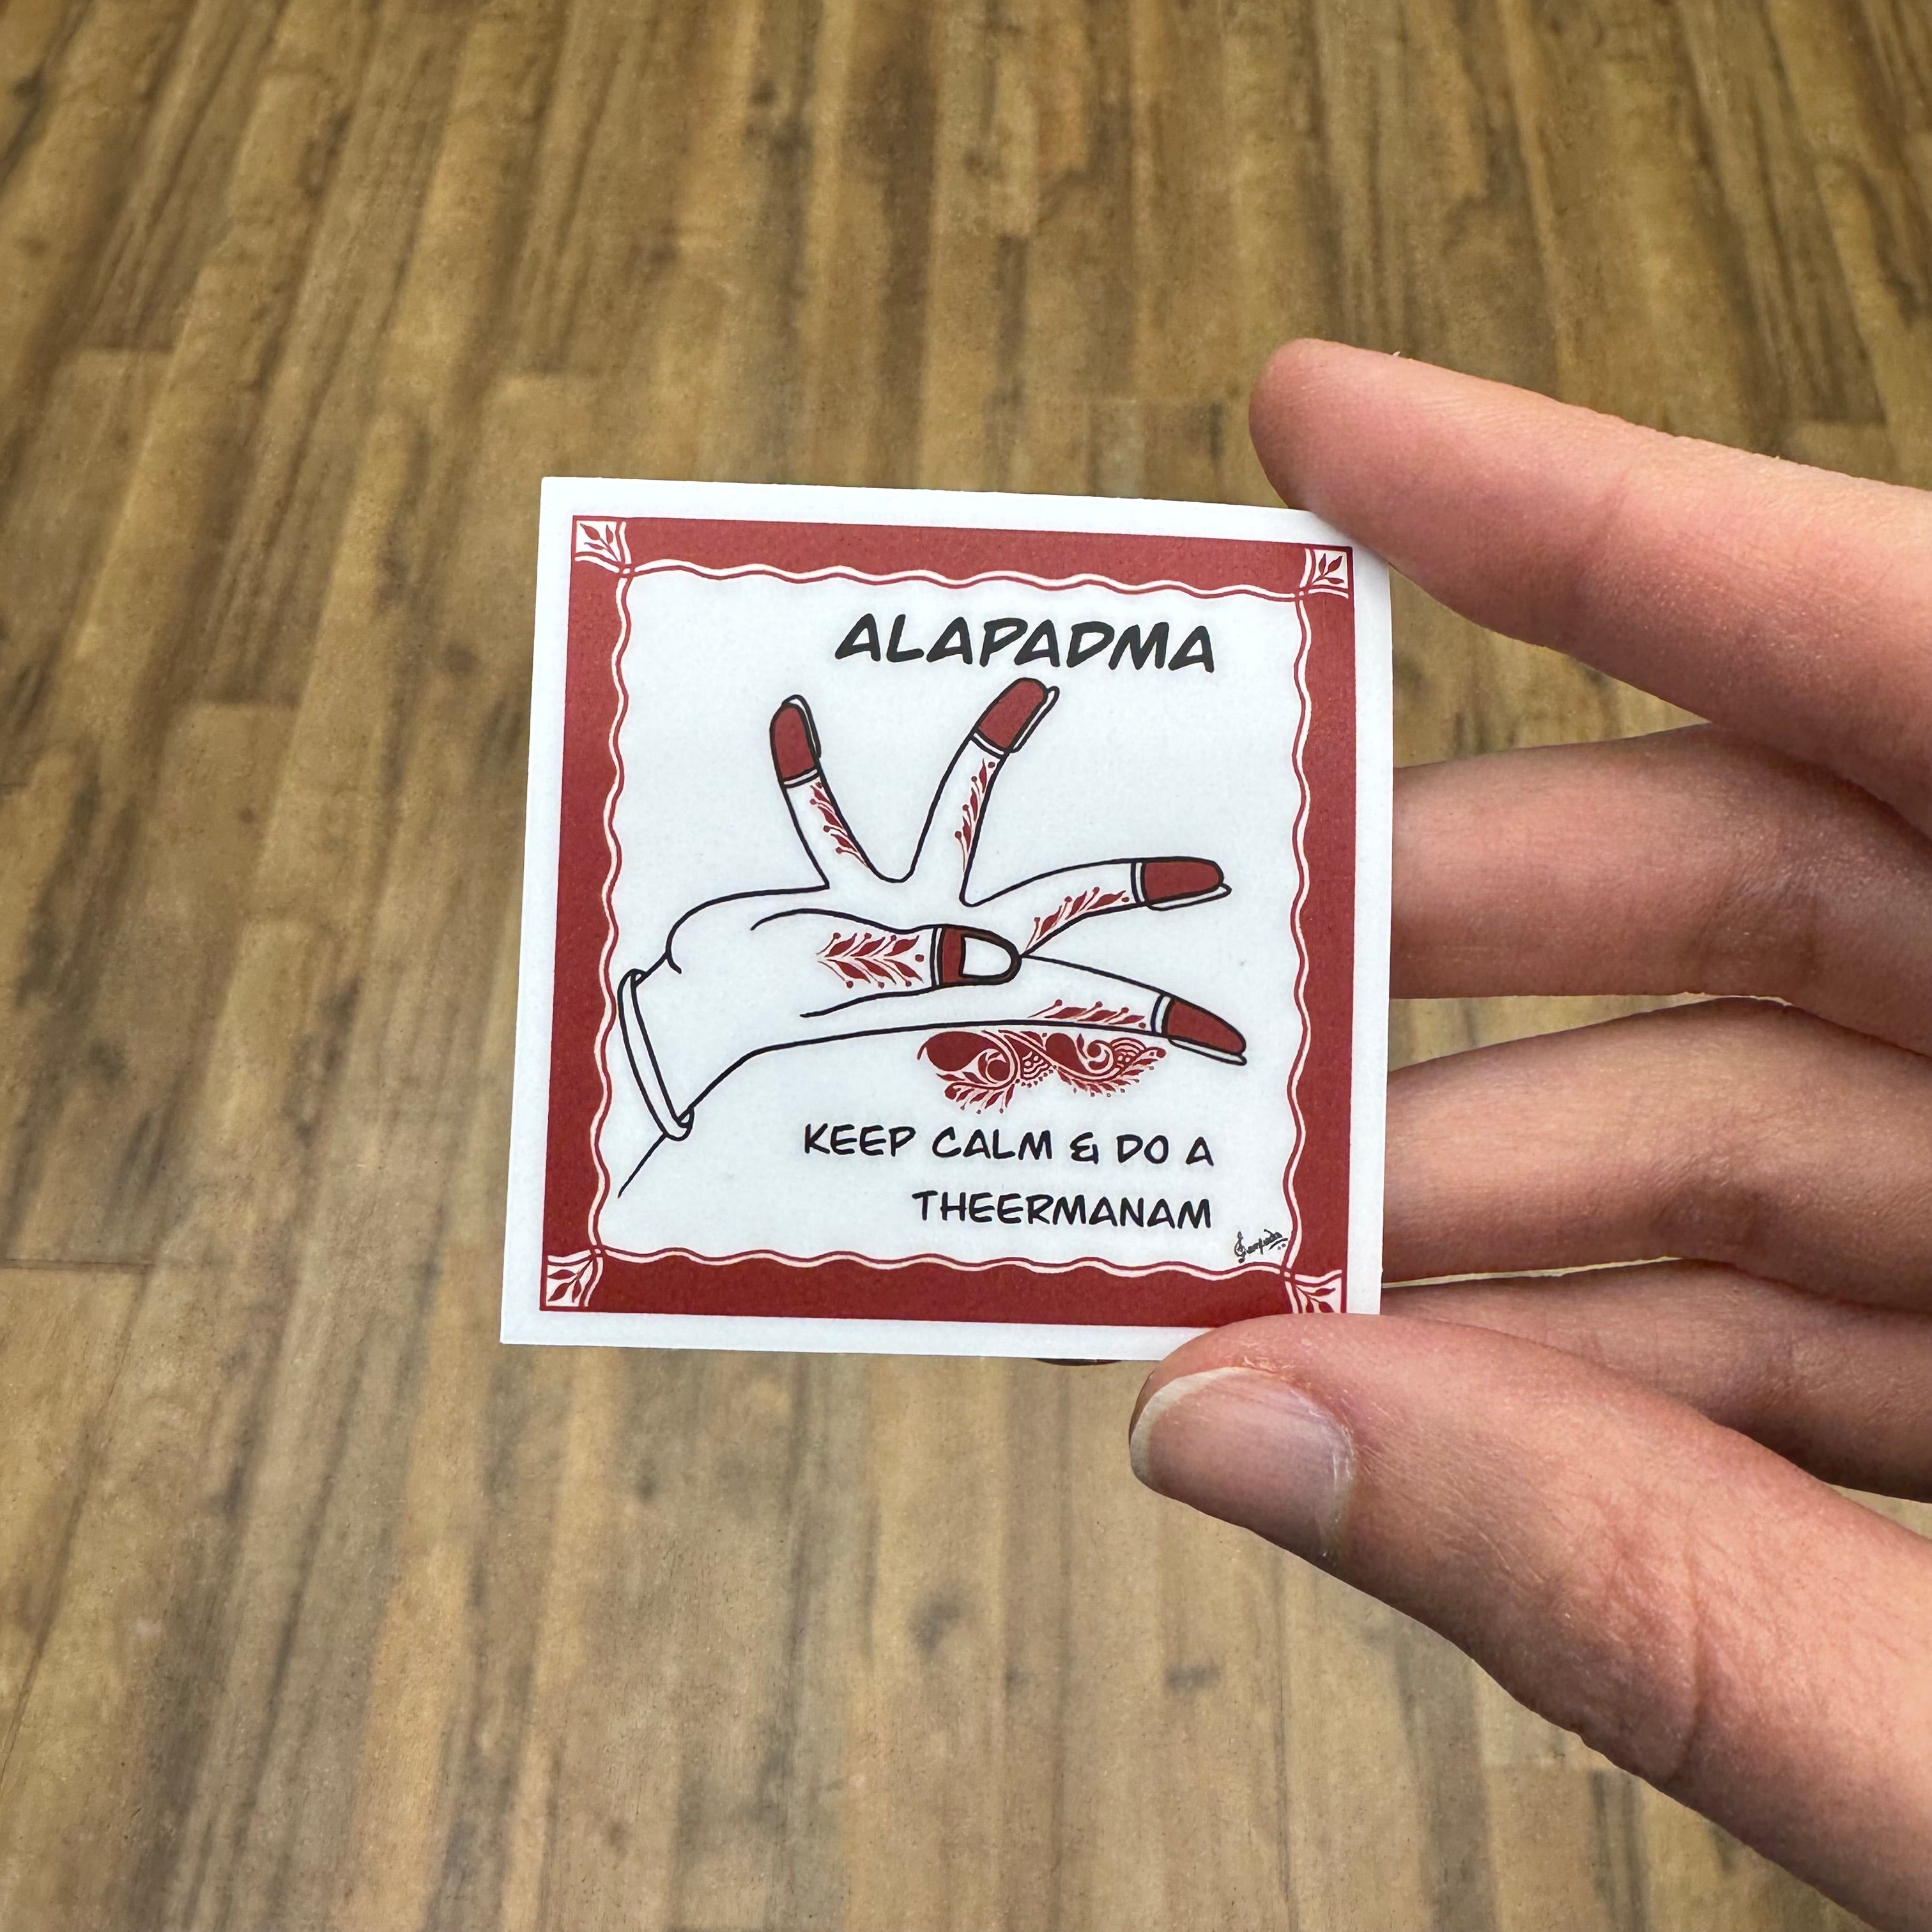 ALAPADMA
KEEP CALM & DO A
THEERMANAM